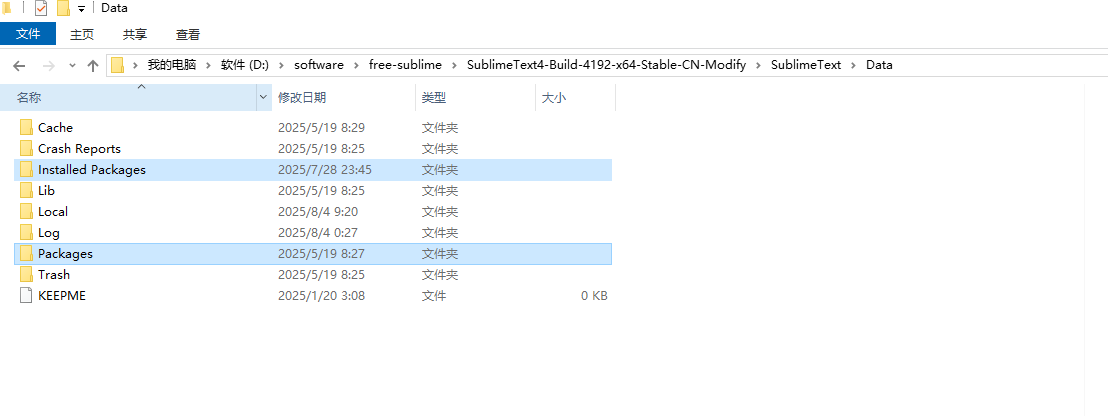 Data
文件 主页 共享 查看
我的电脑 软件 (D:) software free-sublime SublimeText4-Build-4192-x64-Stable-CN-Modify SublimeText Data
名称 修改日期 类型 大小
Cache 2025/5/19 8:29 文件夹
Crash Reports 2025/5/19 8:25 文件夹
Installed Packages 2025/7/28 23:45 文件夹
Lib 2025/5/19 8:25 文件夹
Local 2025/8/4 9:20 文件夹
Log 2025/8/4 0:27 文件夹
Packages 2025/5/19 8:27 文件夹
Trash 2025/5/19 8:25 文件夹
KEEPME 2025/1/20 3:08 文件 0 KB